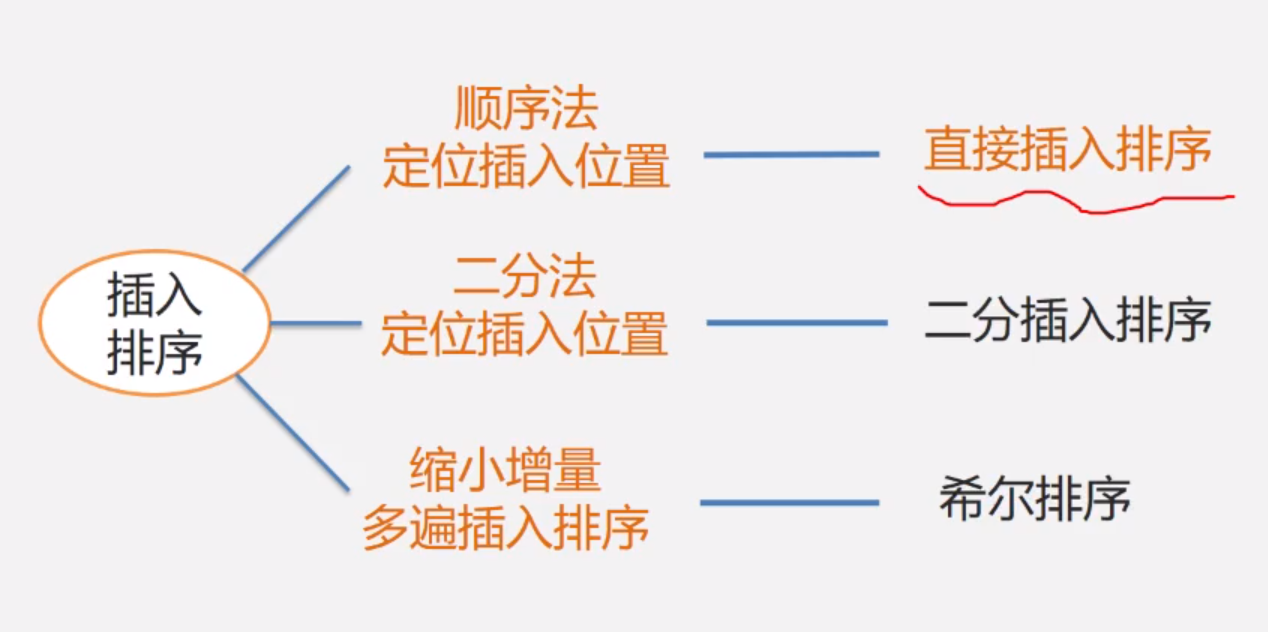 顺序法
定位插入位置
直接插入排序
插入
排序
二分法
定位插入位置
二分插入排序
缩小增量
多遍插入排序
希尔排序